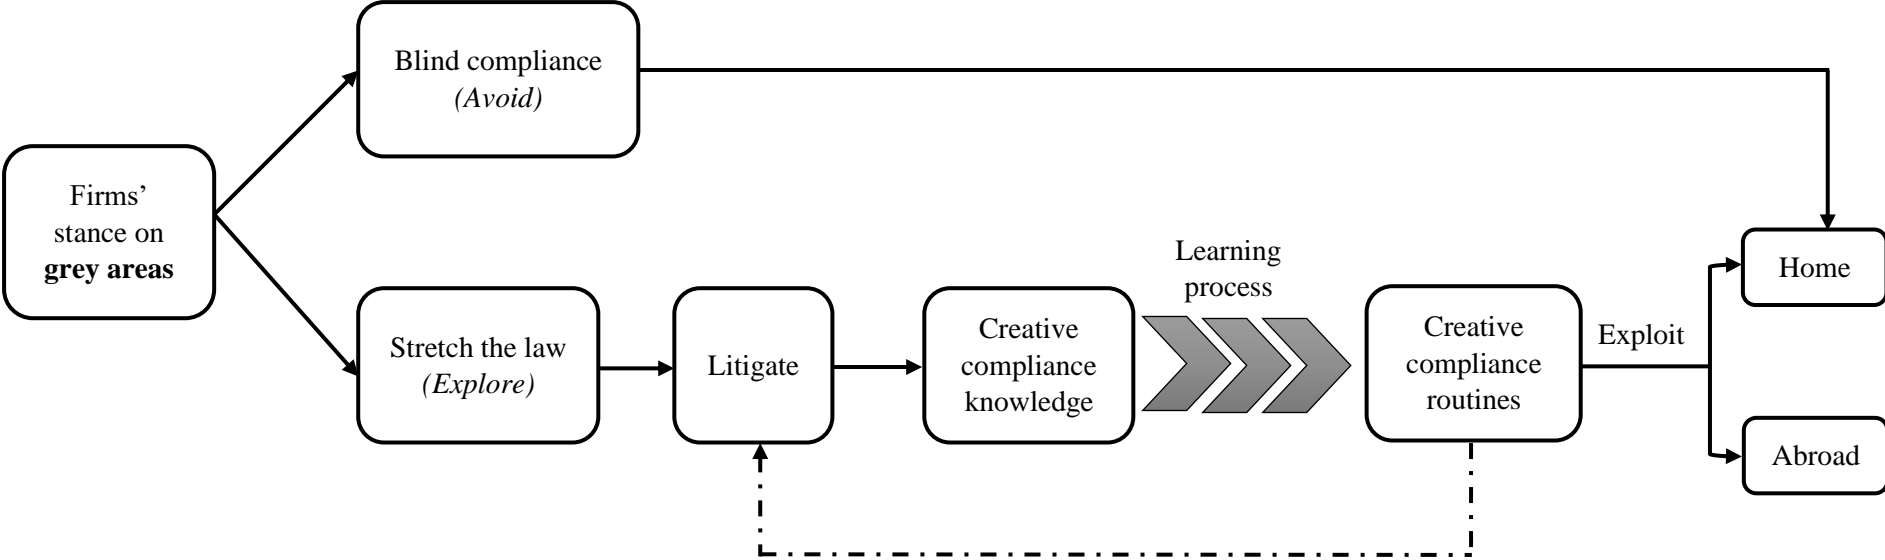 Blind compliance
(Avoid)
Firms’
stance on
grey areas
Stretch the law
(Explore)
Litigate
Creative
compliance
knowledge
Learning
process
Creative
compliance
routines
Exploit
Home
Abroad